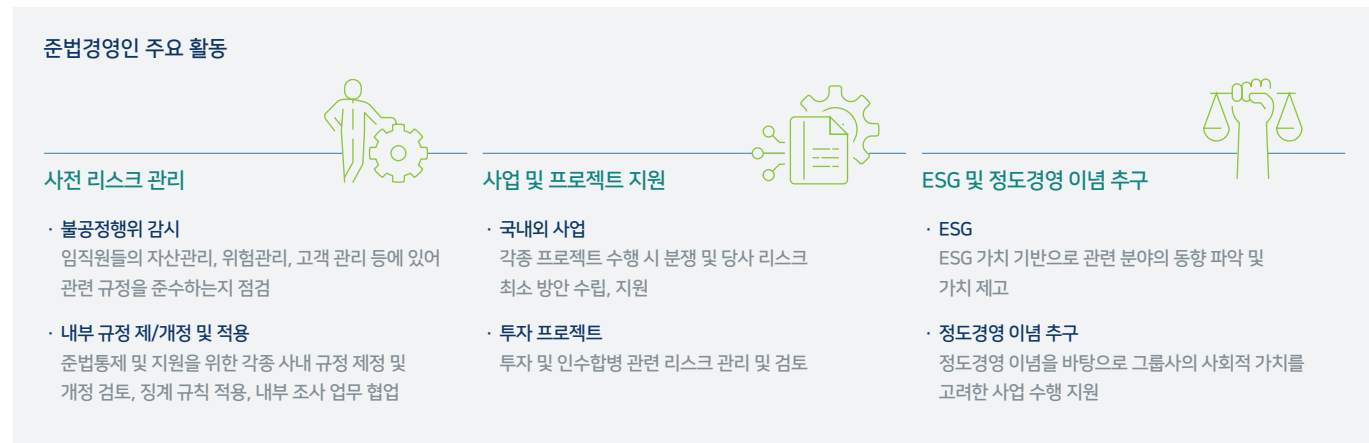 준법경영인 주요 활동
사전 리스크 관리
· 불공정행위 감시
임직원들의 자산관리, 위험관리, 고객 관리 등에 있어
관련 규정을 준수하는지 점검
· 내부 규정 제/개정 및 적용
준법통제 및 지원을 위한 각종 사내 규정 제정 및
개정 검토, 징계 규칙 적용, 내부 조사 업무 협업
사업 및 프로젝트 지원
· 국내외 사업
각종 프로젝트 수행 시 분쟁 및 당사 리스크
최소 방안 수립, 지원
· 투자 프로젝트
투자 및 인수합병 관련 리스크 관리 및 검토
ESG 및 정도경영 이념 추구
· ESG
ESG 가치 기반으로 관련 분야의 동향 파악 및
가치 제고
· 정도경영 이념 추구
정도경영 이념을 바탕으로 그룹사의 사회적 가치를
고려한 사업 수행 지원